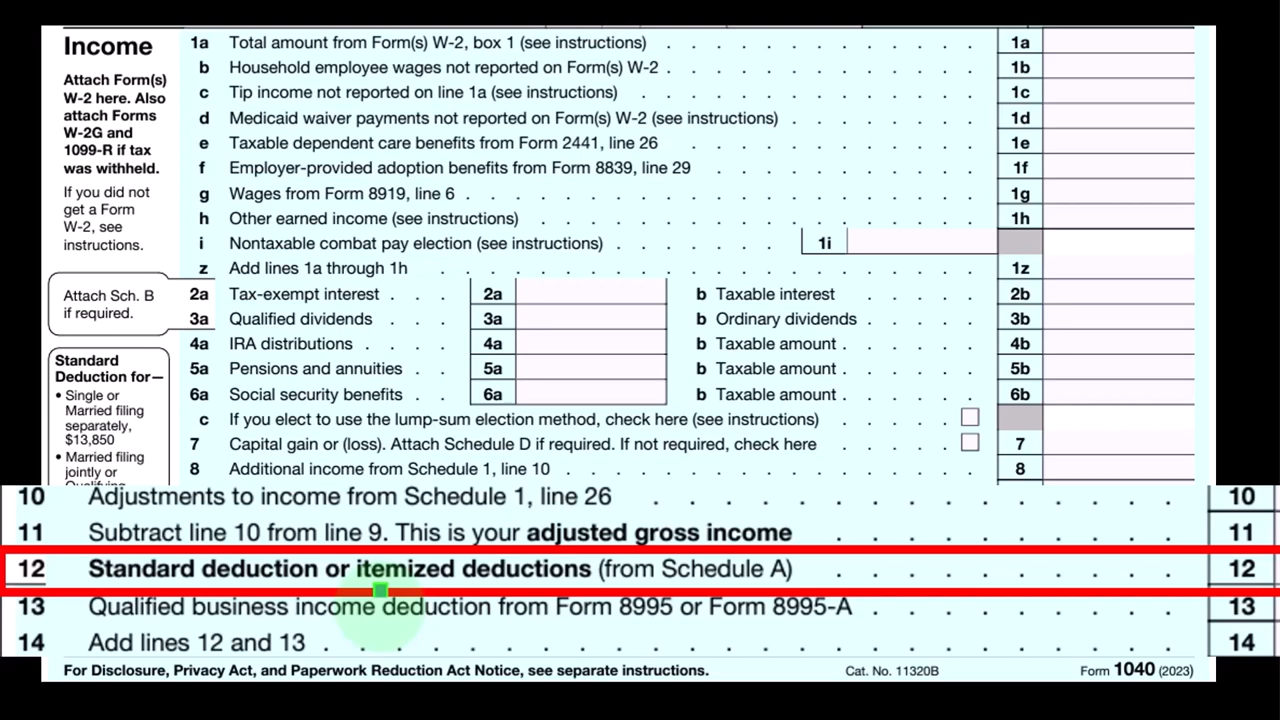 Income
Attach Form(s)
W-2 here. Also
attach Forms
W-2G and
1099-R if tax
was withheld.
If you did not
get a Form
W-2, see
instructions.
1a Total amount from Form(s) W-2, box 1 (see instructions) . . . . . . . . . . . . . 1a
b Household employee wages not reported on Form(s) W-2 . . . . . . . . . . . . . 1b
c Tip income not reported on line 1a (see instructions) . . . . . . . . . . . . . . 1c
d Medicaid waiver payments not reported on Form(s) W-2 (see instructions) . . . . . . . . 1d
e Taxable dependent care benefits from Form 2441, line 26 . . . . . . . . . . . . . 1e
f Employer-provided adoption benefits from Form 8839, line 29 . . . . . . . . . . . 1f
g Wages from Form 8919, line 6 . . . . . . . . . . . . . . . . . . . . . 1g
h Other earned income (see instructions) . . . . . . . . . . . . . . . . . . 1h
i Nontaxable combat pay election (see instructions) . . . . . . . 1i
z Add lines 1a through 1h . . . . . . . . . . . . . . . . . . . . . . 1z
Attach Sch. B
if required.
2a Tax-exempt interest . . . 2a b Taxable interest . . . . . 2b
3a Qualified dividends . . . 3a b Ordinary dividends . . . . . 3b
4a IRA distributions . . . . 4a b Taxable amount . . . . . . 4b
5a Pensions and annuities . . 5a b Taxable amount . . . . . . 5b
6a Social security benefits . . 6a b Taxable amount . . . . . . 6b
c If you elect to use the lump-sum election method, check here (see instructions) . . . . .
7 Capital gain or (loss). Attach Schedule D if required. If not required, check here . . . . . 7
8 Additional income from Schedule 1, line 10 . . . . . . . . . . . . . . . . . 8
Standard
Deduction for—
• Single or
Married filing
separately,
$13,850
• Married filing
jointly or
10 Adjustments to income from Schedule 1, line 26 . . . . . . . . . . . . . . 10
11 Subtract line 10 from line 9. This is your adjusted gross income . . . . . . . . . 11
12 Standard deduction or itemized deductions (from Schedule A) . . . . . . . . . 12
13 Qualified business income deduction from Form 8995 or Form 8995-A . . . . . . . . 13
14 Add lines 12 and 13 . . . . . . . . . . . . . . . . . . . . . . . 14
For Disclosure, Privacy Act, and Paperwork Reduction Act Notice, see separate instructions. Cat. No. 11320B Form 1040 (2023)